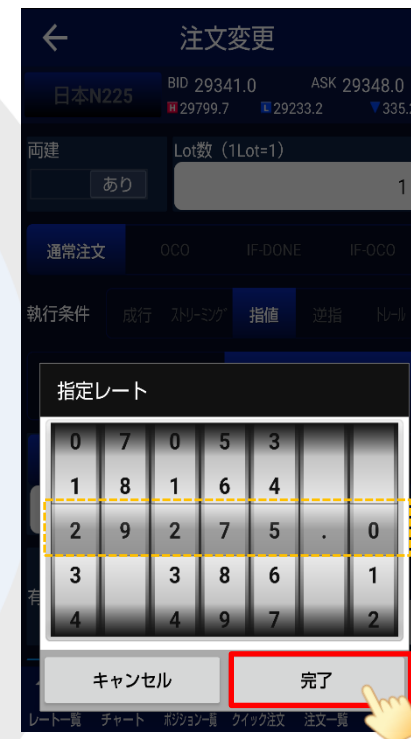 注文変更
日本N225
BID 29341.0 ASK 29348.0
H 29799.7 L 29233.2 ▼335.
両建 Lot数（1Lot=1）
あり 1
通常注文 OCO IF-DONE IF-OCO
執行条件 成行 ストリーミング 指値 逆指 トレール
指定レート
0 7 0 5 3
1 8 1 6 4
2 9 2 7 5 . 0
3 3 8 6 1
4 4 9 7 2
有
キャンセル 完了
レート一覧 チャート ポジション一覧 クイック注文 注文一覧